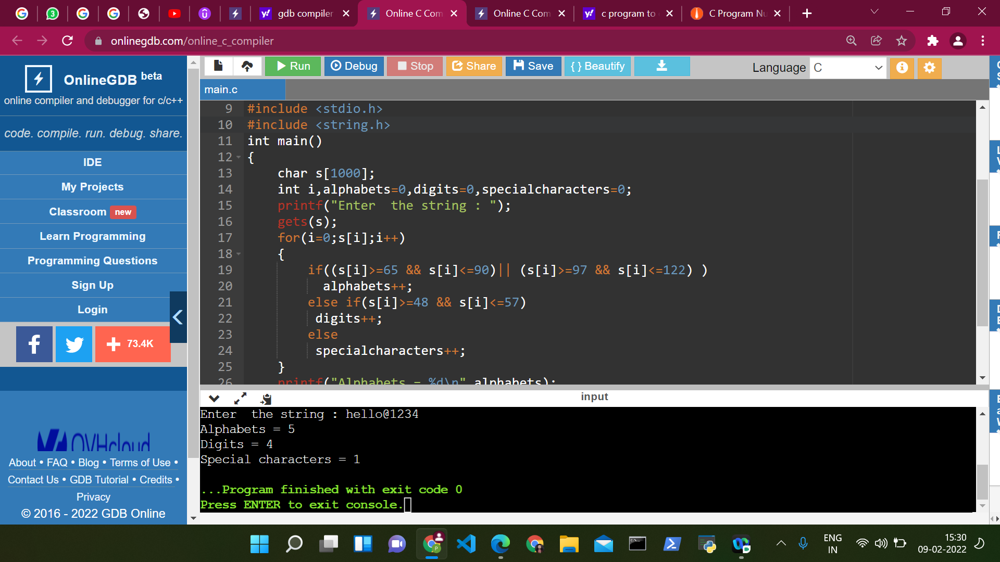 gdb compiler
Online C Com
Online C Com
c program to
C Program Nu
onlinegdb.com/online_c_compiler
OnlineGDB beta
online compiler and debugger for c/c++
code. compile. run. debug. share.
IDE
My Projects
Classroom new
Learn Programming
Programming Questions
Sign Up
Login
73.4K
OVHcloud
About • FAQ • Blog • Terms of Use •
Contact Us • GDB Tutorial • Credits •
Privacy
© 2016 - 2022 GDB Online
Run Debug Stop Share Save { } Beautify
Language C
main.c
9 #include <stdio.h>
10 #include <string.h>
11 int main()
12 {
13 char s[1000];
14 int i,alphabets=0,digits=0,specialcharacters=0;
15 printf("Enter  the string : ");
16 gets(s);
17 for(i=0;s[i];i++)
18 {
19 if((s[i]>=65 && s[i]<=90)|| (s[i]>=97 && s[i]<=122) )
20 alphabets++;
21 else if(s[i]>=48 && s[i]<=57)
22 digits++;
23 else
24 specialcharacters++;
25 }
26 printf("Alphabets = %d\n",alphabets);
input
Enter  the string : hello@1234
Alphabets = 5
Digits = 4
Special characters = 1
...Program finished with exit code 0
Press ENTER to exit console.
ENG
IN
15:30
09-02-2022